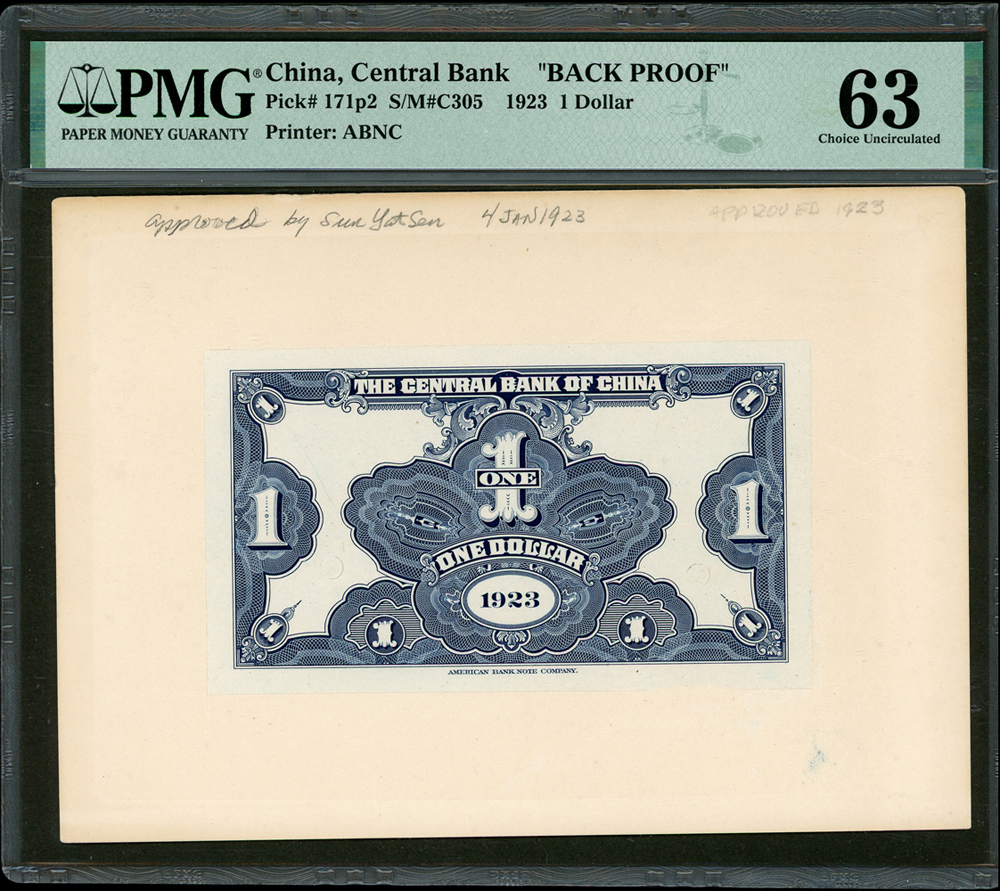 PMG®
PAPER MONEY GUARANTY
China, Central Bank "BACK PROOF"
Pick# 171p2 S/M#C305 1923 1 Dollar
Printer: ABNC
63
Choice Uncirculated
approved by Sun Yat Sen 4 JAN 1923
APPROVED 1923
THE CENTRAL BANK OF CHINA
1 1
1
ONE
1 1
ONE DOLLAR
1923
1 1 1 1
AMERICAN BANK NOTE COMPANY.